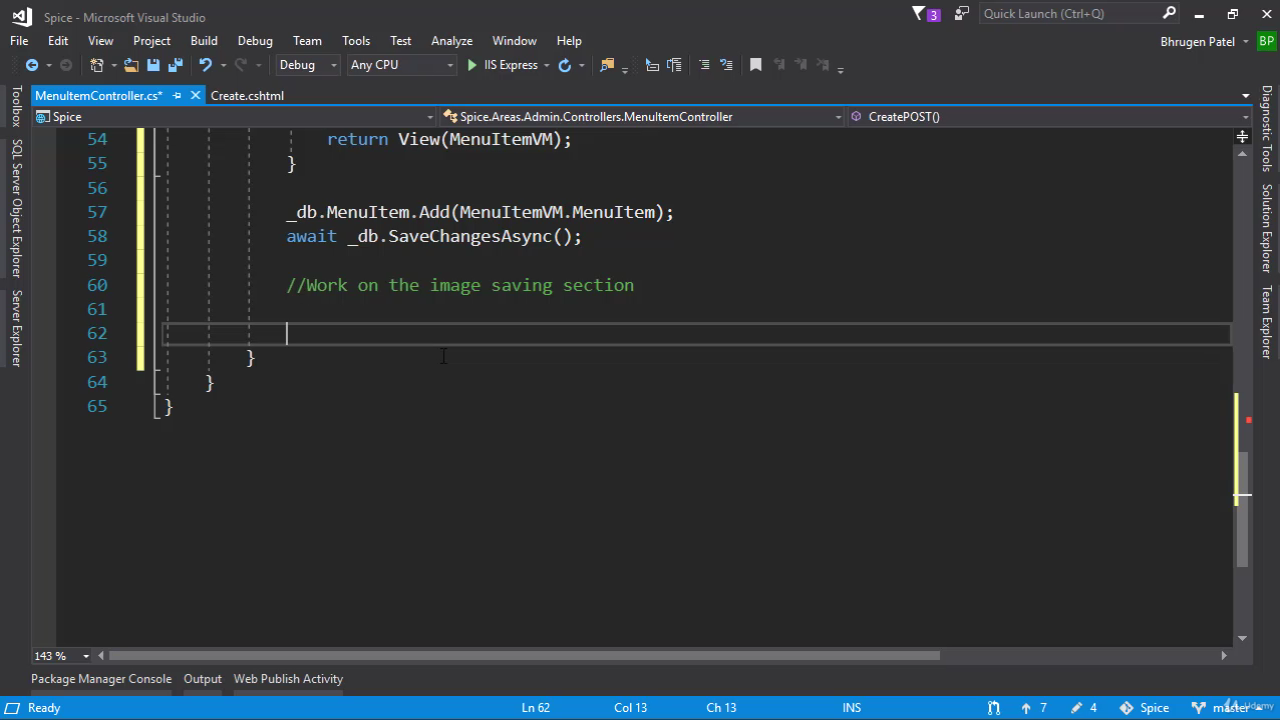 Spice - Microsoft Visual Studio
3
Quick Launch (Ctrl+Q)
File Edit View Project Build Debug Team Tools Test Analyze Window Help
Bhrugen Patel
BP
Debug
Any CPU
IIS Express
MenuItemController.cs*
Create.cshtml
Spice
Spice.Areas.Admin.Controllers.MenuItemController
CreatePOST()
Toolbox
SQL Server Object Explorer
Server Explorer
54 return View(MenuItemVM);
55 }
56
57 _db.MenuItem.Add(MenuItemVM.MenuItem);
58 await _db.SaveChangesAsync();
59
60 //Work on the image saving section
61
62
63 }
64 }
65 }
Diagnostic Tools
Solution Explorer
Team Explorer
143 %
Package Manager Console Output Web Publish Activity
Ready
Ln 62
Col 13
Ch 13
INS
7
4
Spice
master
Udemy